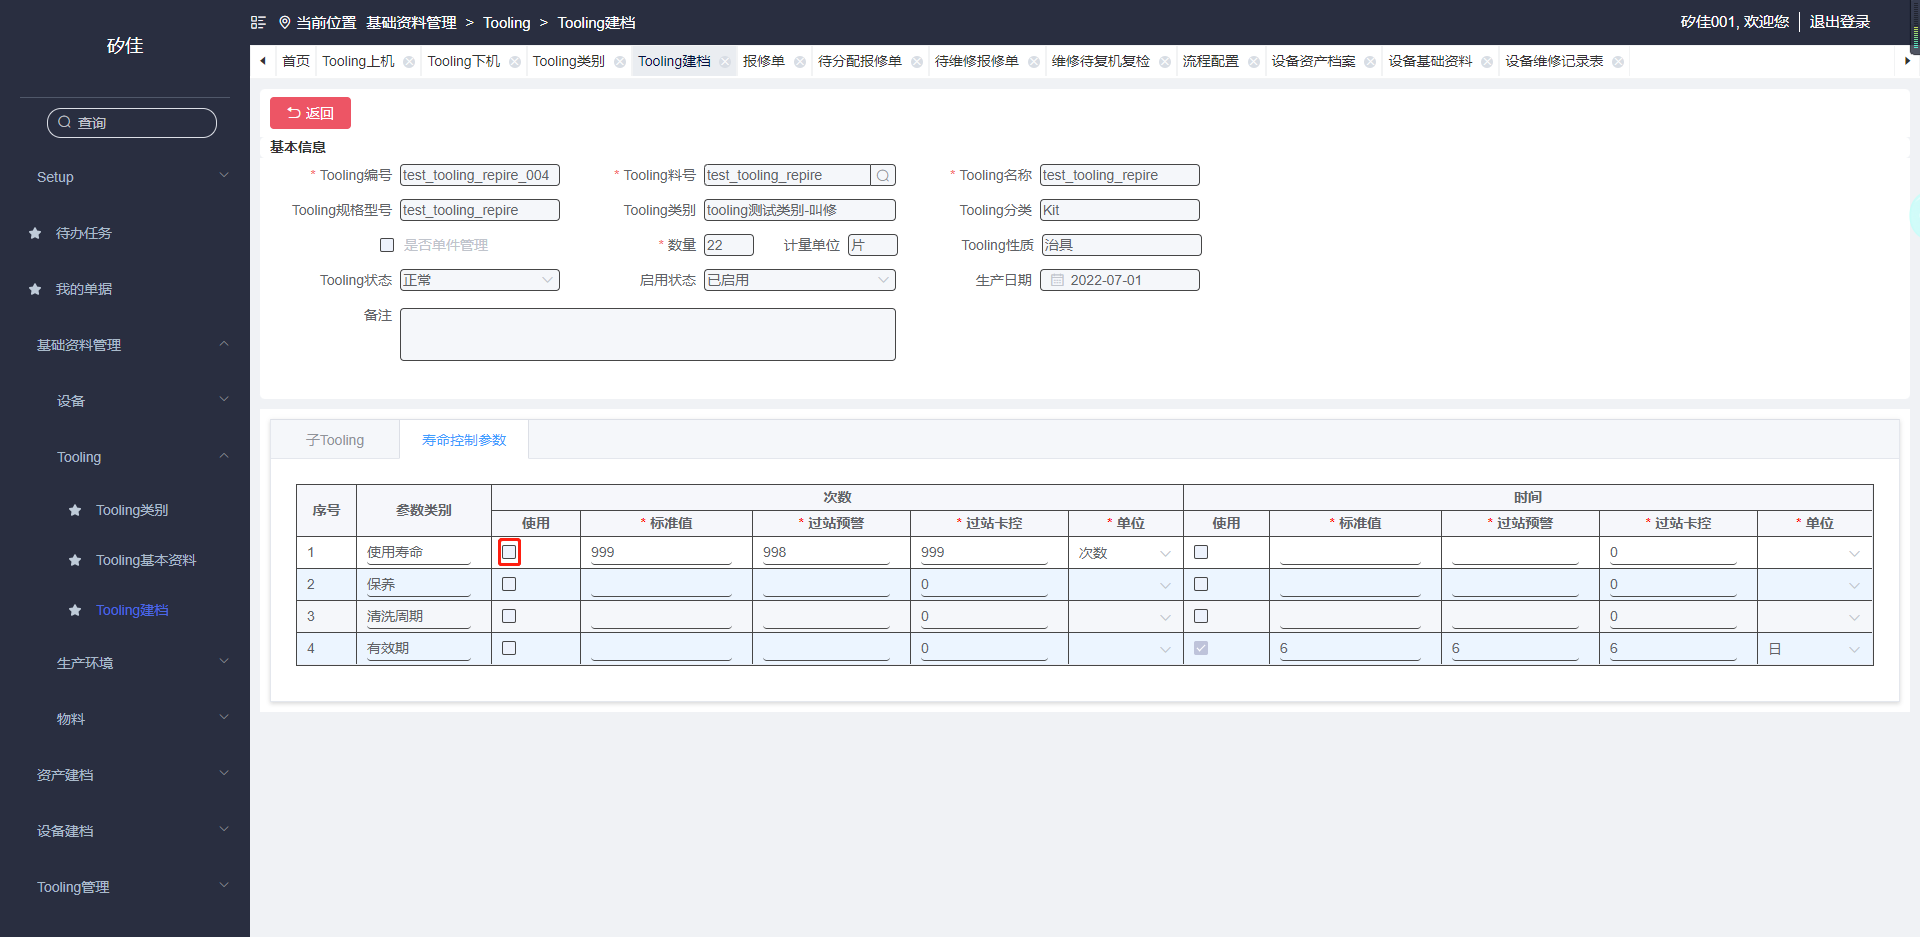 当前位置 基础资料管理 > Tooling > Tooling建档
矽佳001, 欢迎您 退出登录
矽佳
查询
Setup
待办任务
我的单据
基础资料管理
设备
Tooling
Tooling类别
Tooling基本资料
Tooling建档
生产环境
物料
资产建档
设备建档
Tooling管理
首页 Tooling上机 Tooling下机 Tooling类别 Tooling建档 报修单 待分配报修单 待维修报修单 维修待复机复检 流程配置 设备资产档案 设备基础资料 设备维修记录表
返回
基本信息
* Tooling编号 test_tooling_repire_004 * Tooling料号 test_tooling_repire * Tooling名称 test_tooling_repire
Tooling规格型号 test_tooling_repire Tooling类别 tooling测试类别-叫修 Tooling分类 Kit
是否单件管理 * 数量 22 计量单位 片 Tooling性质 治具
Tooling状态 正常 启用状态 已启用 生产日期 2022-07-01
备注
子Tooling 寿命控制参数
序号 参数类别 次数 时间
使用 * 标准值 * 过站预警 * 过站卡控 * 单位 使用 * 标准值 * 过站预警 * 过站卡控 * 单位
1 使用寿命 999 998 999 次数 0
2 保养 0 0
3 清洗周期 0 0
4 有效期 0 6 6 6 日